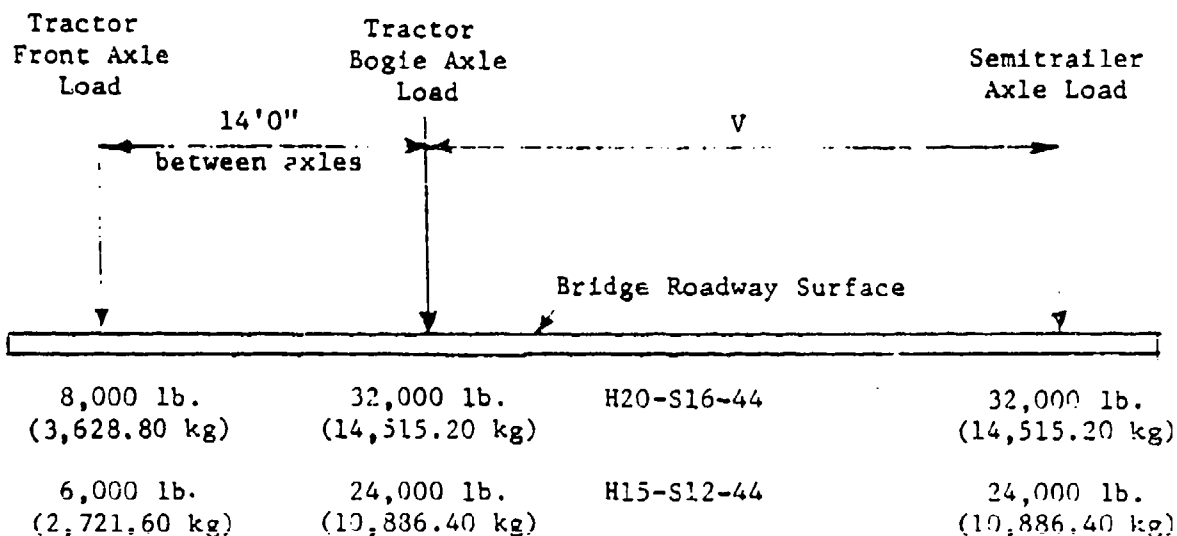 Tractor
Front Axle
Load
Tractor
Bogie Axle
Load
Semitrailer
Axle Load
14'0"
between axles
V
Bridge Roadway Surface
8,000 lb. 32,000 lb. H20-S16-44 32,000 lb.
(3,628.80 kg) (14,515.20 kg) (14,515.20 kg)
6,000 lb. 24,000 lb. H15-S12-44 24,000 lb.
(2,721.60 kg) (10,886.40 kg) (10,886.40 kg)